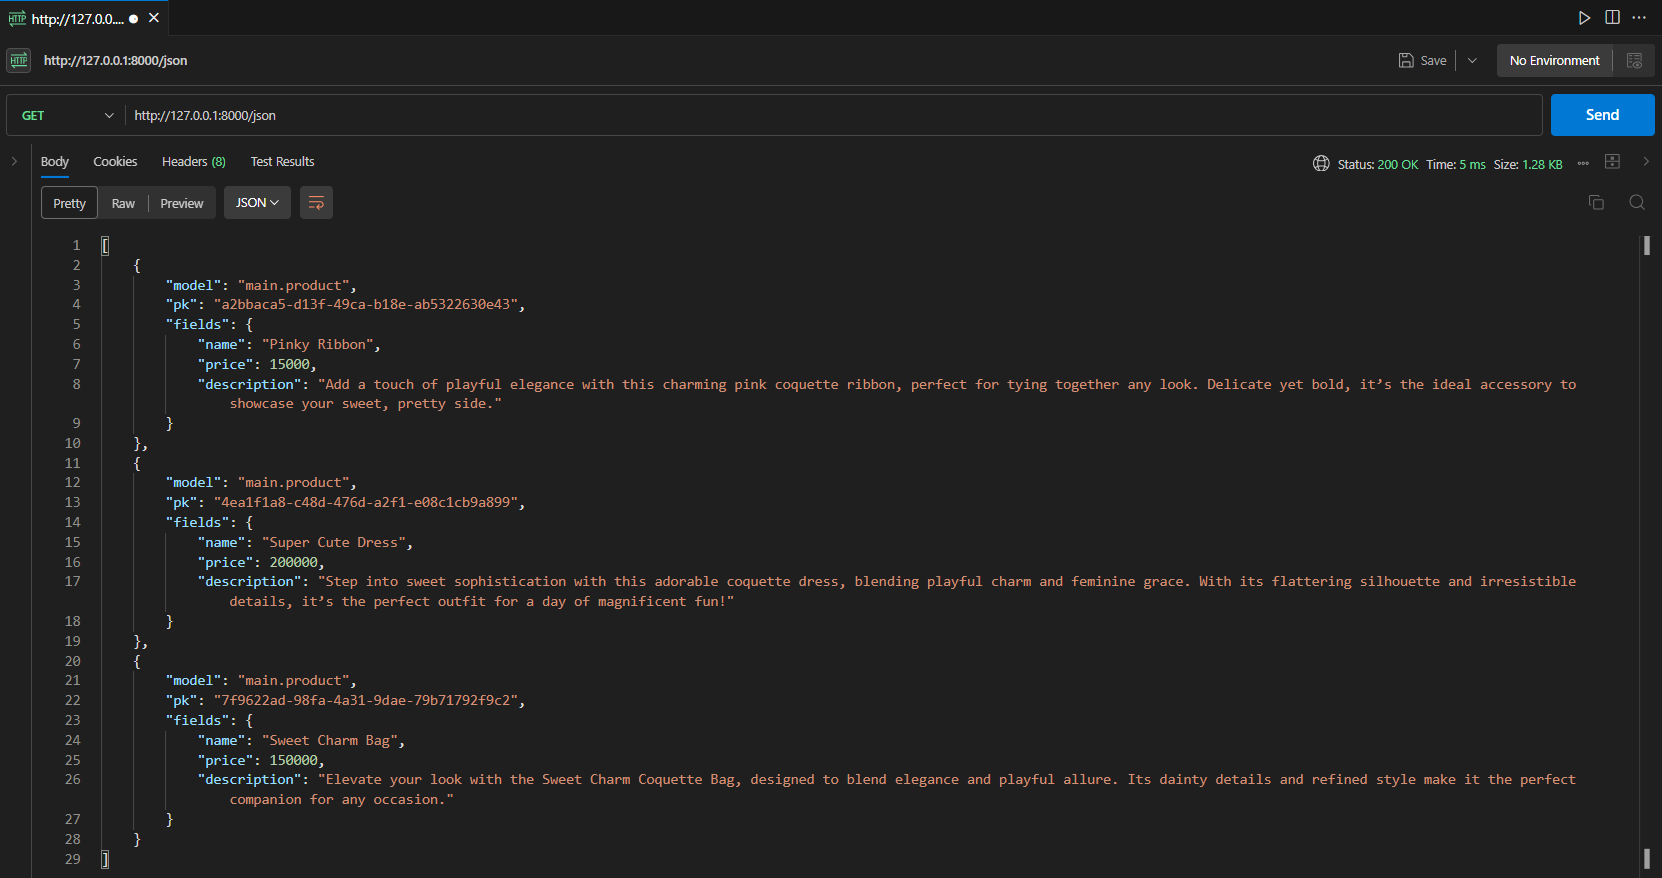 HTTP http://127.0.0....
HTTP http://127.0.0.1:8000/json Save No Environment
GET http://127.0.0.1:8000/json Send
Body Cookies Headers (8) Test Results Status: 200 OK Time: 5 ms Size: 1.28 KB
Pretty Raw Preview JSON
1 [
2 {
3 "model": "main.product",
4 "pk": "a2bbaca5-d13f-49ca-b18e-ab5322630e43",
5 "fields": {
6 "name": "Pinky Ribbon",
7 "price": 15000,
8 "description": "Add a touch of playful elegance with this charming pink coquette ribbon, perfect for tying together any look. Delicate yet bold, it’s the ideal accessory to
showcase your sweet, pretty side."
9 }
10 },
11 {
12 "model": "main.product",
13 "pk": "4ea1f1a8-c48d-476d-a2f1-e08c1cb9a899",
14 "fields": {
15 "name": "Super Cute Dress",
16 "price": 200000,
17 "description": "Step into sweet sophistication with this adorable coquette dress, blending playful charm and feminine grace. With its flattering silhouette and irresistible
details, it’s the perfect outfit for a day of magnificent fun!"
18 }
19 },
20 {
21 "model": "main.product",
22 "pk": "7f9622ad-98fa-4a31-9dae-79b71792f9c2",
23 "fields": {
24 "name": "Sweet Charm Bag",
25 "price": 150000,
26 "description": "Elevate your look with the Sweet Charm Coquette Bag, designed to blend elegance and playful allure. Its dainty details and refined style make it the perfect
companion for any occasion."
27 }
28 }
29 ]